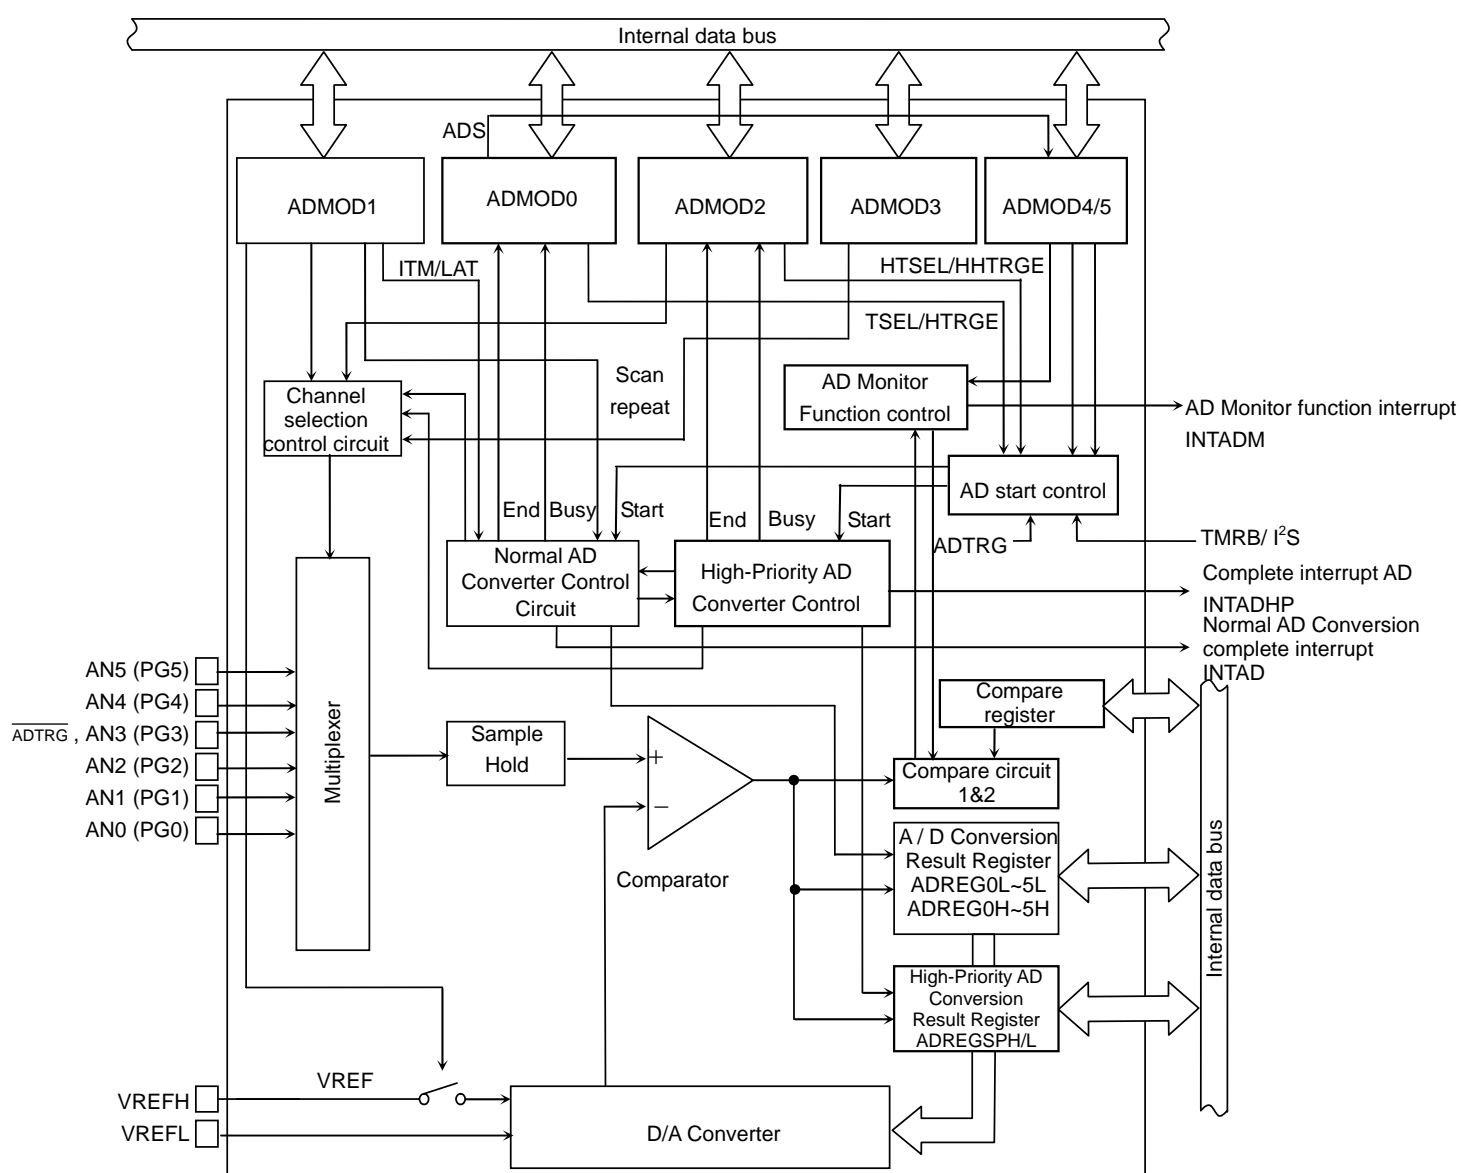 Internal data bus
ADS
ADMOD1
ADMOD0
ADMOD2
ADMOD3
ADMOD4/5
ITM/LAT
HTSEL/HHTRGE
TSEL/HTRGE
Channel
selection
control circuit
Scan
repeat
AD Monitor
Function control
AD Monitor function interrupt
INTADM
AD start control
End
Busy
Start
End
Busy
Start
ADTRG
TMRB/ I²S
Normal AD
Converter Control
Circuit
High-Priority AD
Converter Control
Complete interrupt AD
INTADHP
Normal AD Conversion
complete interrupt
INTAD
AN5 (PG5)
AN4 (PG4)
ADTRG , AN3 (PG3)
AN2 (PG2)
AN1 (PG1)
AN0 (PG0)
Multiplexer
Sample
Hold
+
−
Comparator
Compare
register
Compare circuit
1&2
A / D Conversion
Result Register
ADREG0L~5L
ADREG0H~5H
High-Priority AD
Conversion
Result Register
ADREGSPH/L
Internal data bus
VREF
VREFH
VREFL
D/A Converter